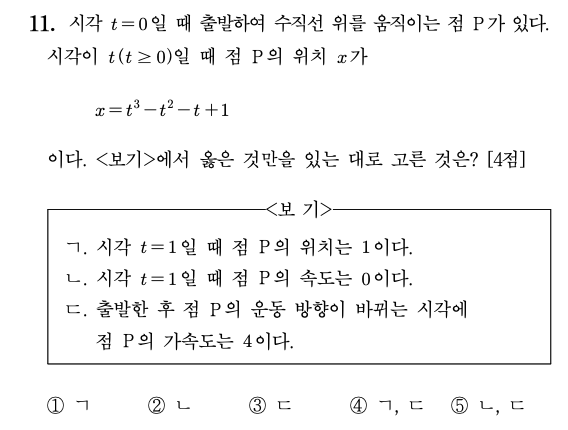 11. 시각 t=0일 때 출발하여 수직선 위를 움직이는 점 P가 있다.
시각이 t(t≥0)일 때 점 P의 위치 x가
x=t³-t²-t+1
이다. <보기>에서 옳은 것만을 있는 대로 고른 것은? [4점]
<보 기>
ㄱ. 시각 t=1일 때 점 P의 위치는 1이다.
ㄴ. 시각 t=1일 때 점 P의 속도는 0이다.
ㄷ. 출발한 후 점 P의 운동 방향이 바뀌는 시각에
점 P의 가속도는 4이다.
① ㄱ ② ㄴ ③ ㄷ ④ ㄱ, ㄷ ⑤ ㄴ, ㄷ